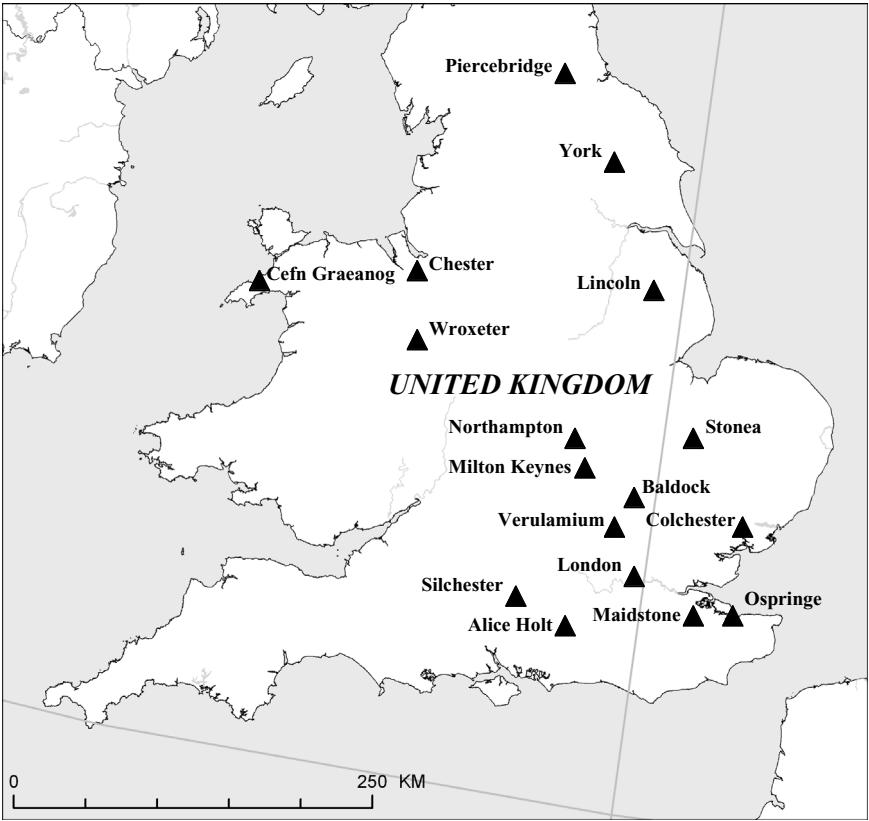 Piercebridge
York
Chester
Cefn Graeanog
Lincoln
Wroxeter
UNITED KINGDOM
Northampton
Stonea
Milton Keynes
Baldock
Verulamium
Colchester
London
Silchester
Ospringe
Maidstone
Alice Holt
0 250 KM